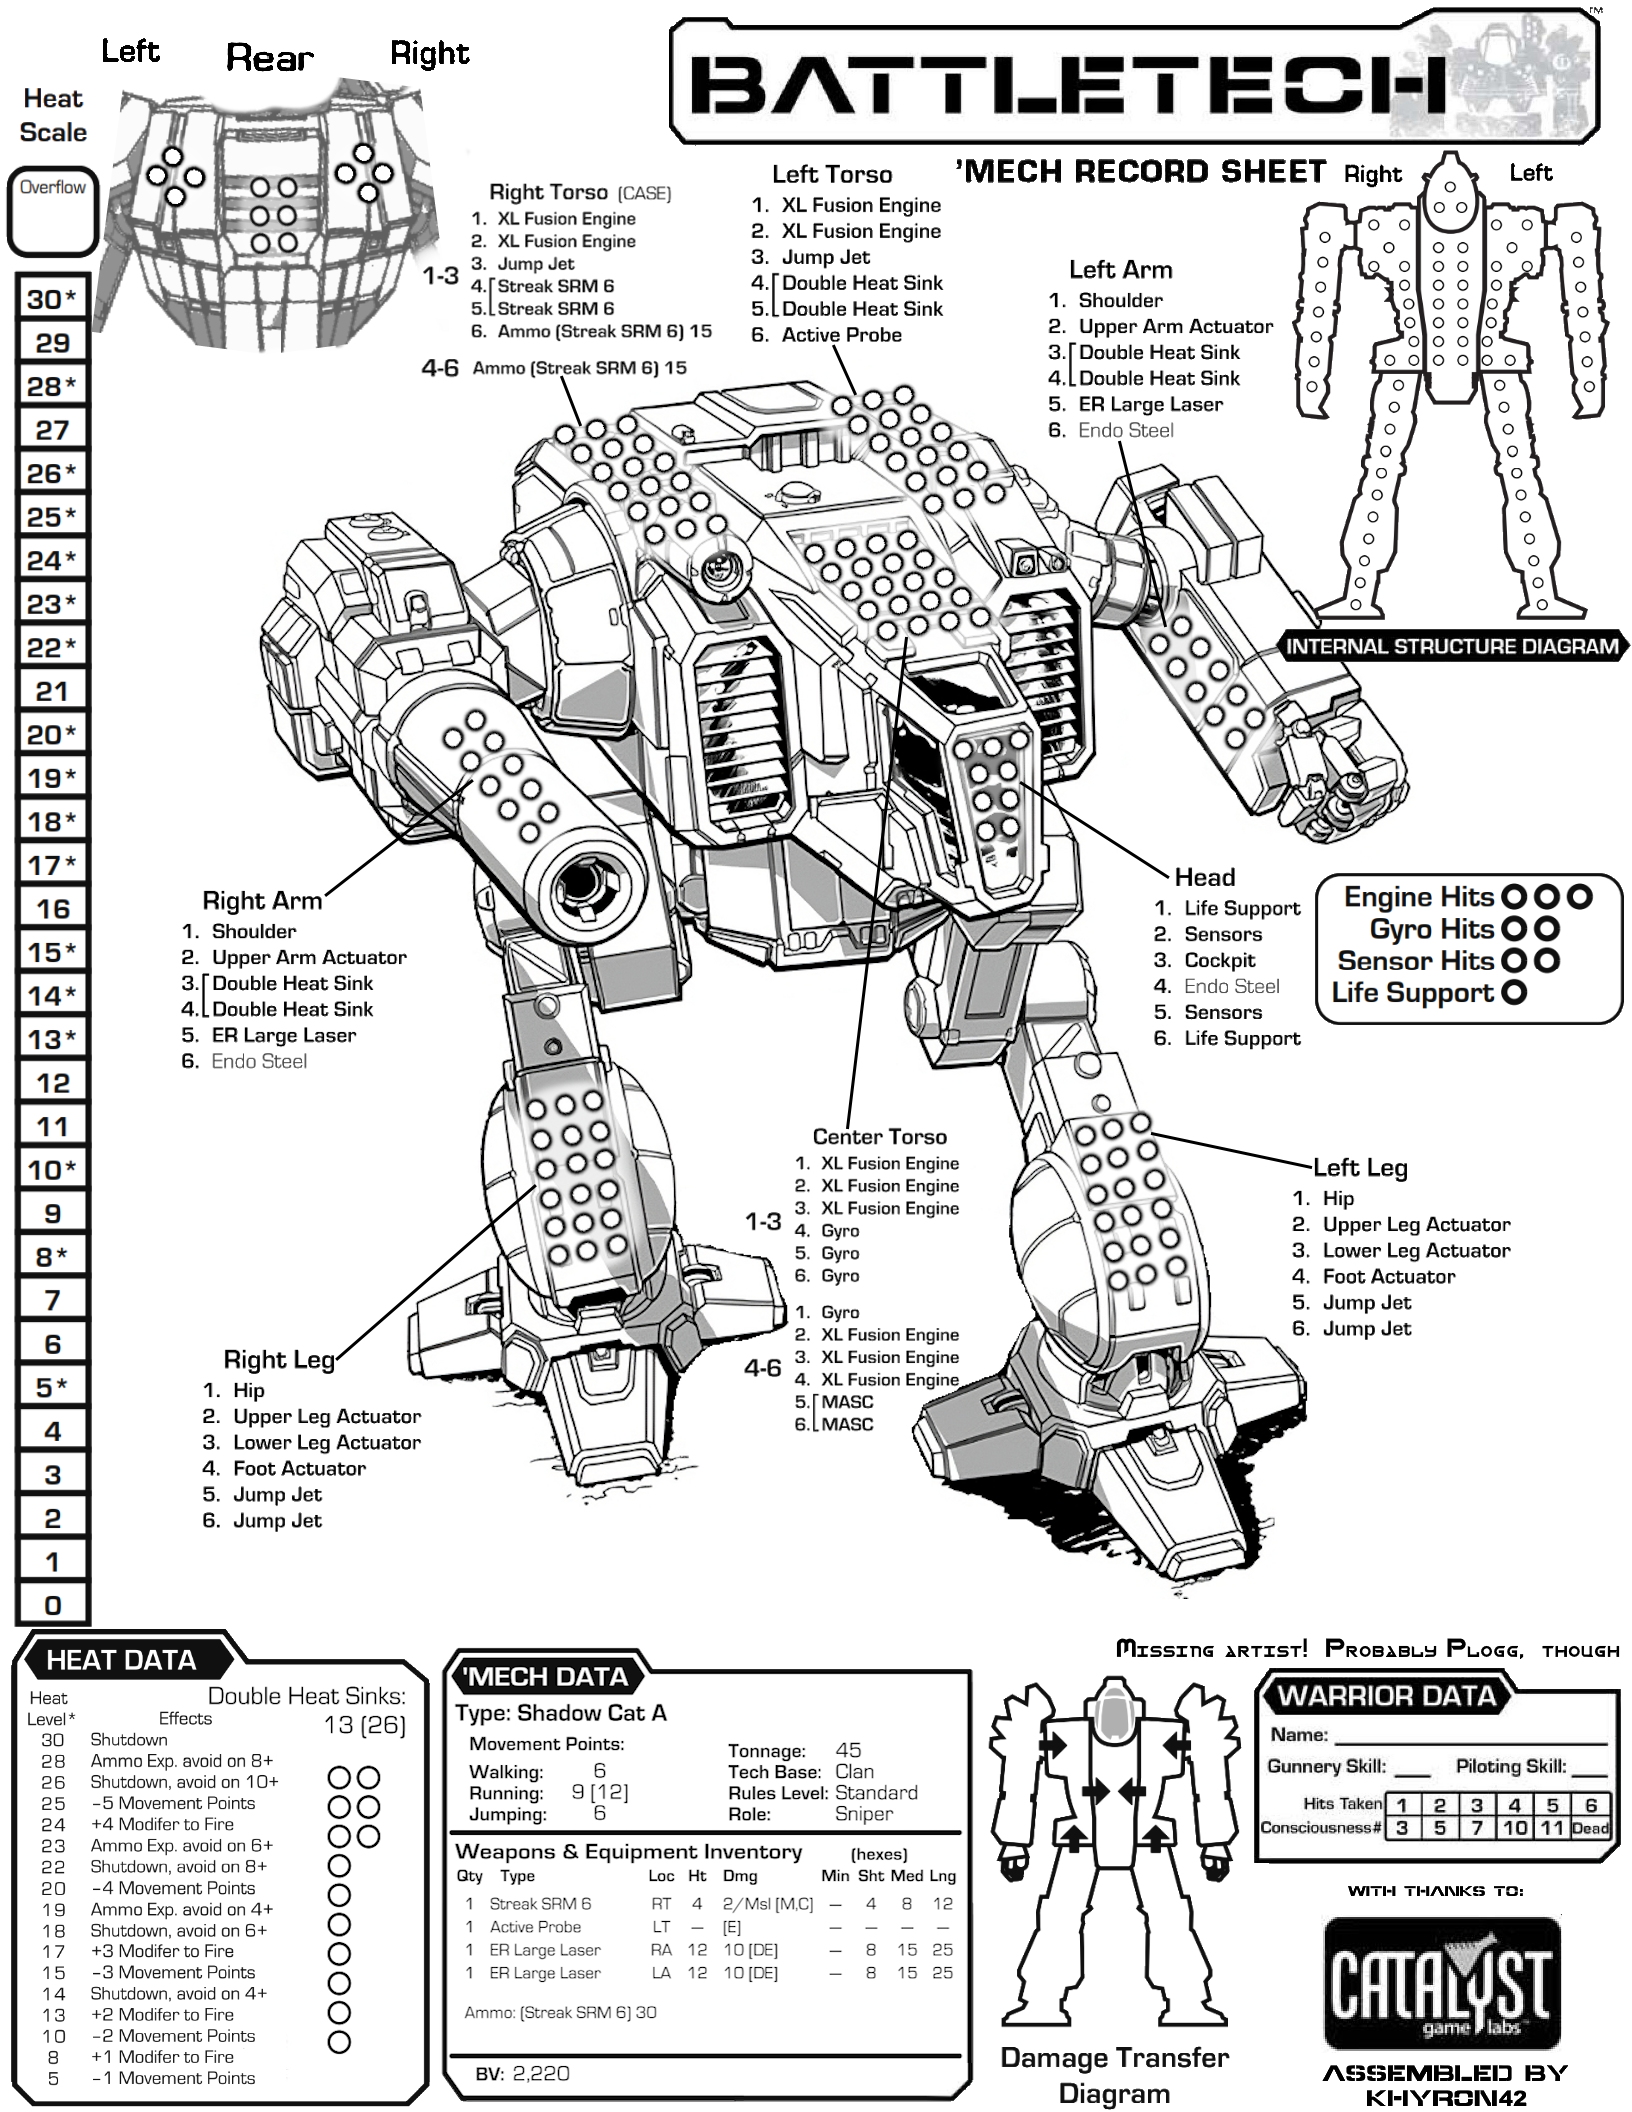 Left Rear Right
BATTLETECH™
'MECH RECORD SHEET
Heat
Scale
Overflow
30*
29
28*
27
26*
25*
24*
23*
22*
21
20*
19*
18*
17*
16
15*
14*
13*
12
11
10*
9
8*
7
6
5*
4
3
2
1
0
Right Torso (CASE)
1-3
1. XL Fusion Engine
2. XL Fusion Engine
3. Jump Jet
4. Streak SRM 6
5. Streak SRM 6
6. Ammo (Streak SRM 6) 15
4-6 Ammo (Streak SRM 6) 15
Left Torso
1. XL Fusion Engine
2. XL Fusion Engine
3. Jump Jet
4. Double Heat Sink
5. Double Heat Sink
6. Active Probe
Left Arm
1. Shoulder
2. Upper Arm Actuator
3. Double Heat Sink
4. Double Heat Sink
5. ER Large Laser
6. Endo Steel
Right Left
INTERNAL STRUCTURE DIAGRAM
Right Arm
1. Shoulder
2. Upper Arm Actuator
3. Double Heat Sink
4. Double Heat Sink
5. ER Large Laser
6. Endo Steel
Head
1. Life Support
2. Sensors
3. Cockpit
4. Endo Steel
5. Sensors
6. Life Support
Engine Hits
Gyro Hits
Sensor Hits
Life Support
Center Torso
1-3
1. XL Fusion Engine
2. XL Fusion Engine
3. XL Fusion Engine
4. Gyro
5. Gyro
6. Gyro
4-6
1. Gyro
2. XL Fusion Engine
3. XL Fusion Engine
4. XL Fusion Engine
5. MASC
6. MASC
Left Leg
1. Hip
2. Upper Leg Actuator
3. Lower Leg Actuator
4. Foot Actuator
5. Jump Jet
6. Jump Jet
Right Leg
1. Hip
2. Upper Leg Actuator
3. Lower Leg Actuator
4. Foot Actuator
5. Jump Jet
6. Jump Jet
HEAT DATA
Heat
Level* Effects
Double Heat Sinks:
13 (26)
30 Shutdown
28 Ammo Exp. avoid on 8+
26 Shutdown, avoid on 10+
25 -5 Movement Points
24 +4 Modifer to Fire
23 Ammo Exp. avoid on 6+
22 Shutdown, avoid on 8+
20 -4 Movement Points
19 Ammo Exp. avoid on 4+
18 Shutdown, avoid on 6+
17 +3 Modifer to Fire
15 -3 Movement Points
14 Shutdown, avoid on 4+
13 +2 Modifer to Fire
10 -2 Movement Points
8 +1 Modifer to Fire
5 -1 Movement Points
'MECH DATA
Type: Shadow Cat A
Movement Points:
Walking: 6
Running: 9 [12]
Jumping: 6
Tonnage: 45
Tech Base: Clan
Rules Level: Standard
Role: Sniper
Weapons & Equipment Inventory (hexes)
Qty Type Loc Ht Dmg Min Sht Med Lng
1 Streak SRM 6 RT 4 2/Msl [M,C] — 4 8 12
1 Active Probe LT — [E] — — — —
1 ER Large Laser RA 12 10 [DE] — 8 15 25
1 ER Large Laser LA 12 10 [DE] — 8 15 25
Ammo: (Streak SRM 6) 30
BV: 2,220
Damage Transfer
Diagram
Missing artist! Probably Plogg, though
WARRIOR DATA
Name:
Gunnery Skill: Piloting Skill:
Hits Taken 1 2 3 4 5 6
Consciousness# 3 5 7 10 11 Dead
WITH THANKS TO:
CATALYST
game labs™
ASSEMBLED BY
KHYRON42